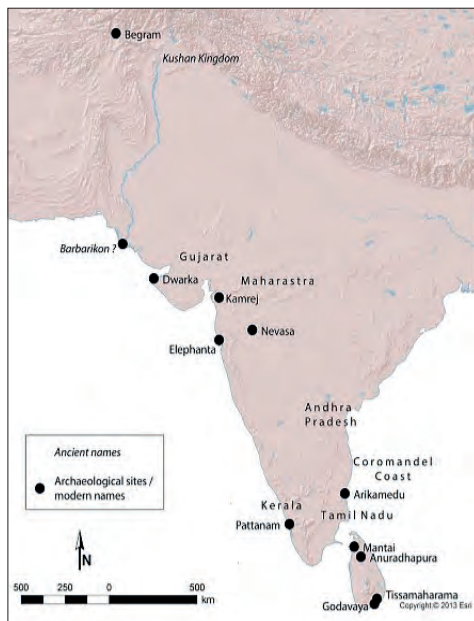 Begram
Kushan Kingdom
Barbarikon ?
Gujarat
Dwarka
Maharastra
Kamrej
Nevasa
Elephanta
Andhra
Pradesh
Coromandel
Coast
Arikamedu
Kerala
Tamil Nadu
Pattanam
Mantai
Anuradhapura
Tissamaharama
Godavaya
Copyright:© 2013 Esri
Ancient names
Archaeological sites /
modern names
N
500 250 0 500
km